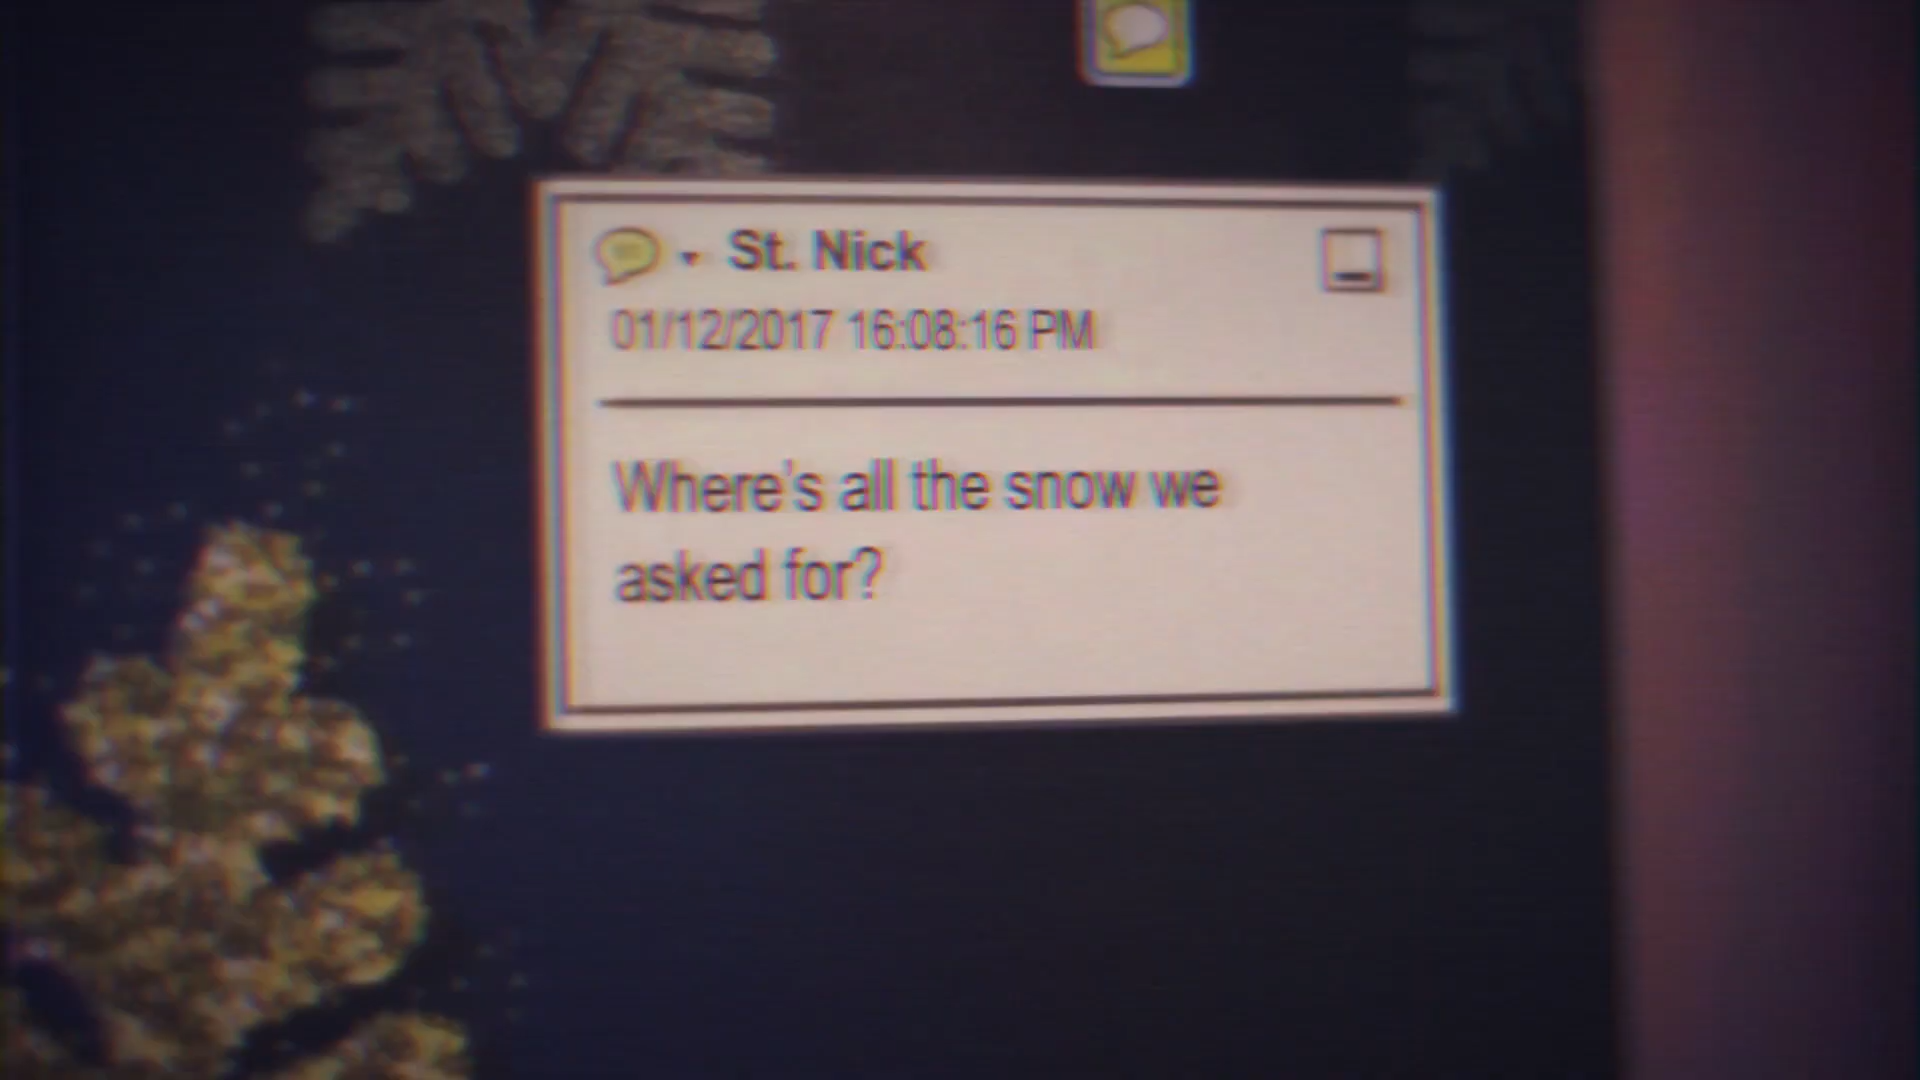 St. Nick
01/12/2017 16:08:16 PM
Where's all the snow we
asked for?